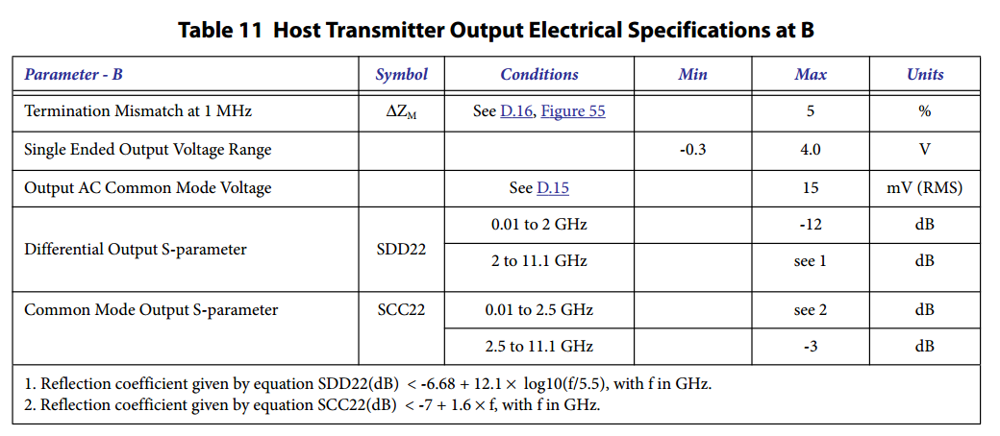 Table 11 Host Transmitter Output Electrical Specifications at B
Parameter - B Symbol Conditions Min Max Units
Termination Mismatch at 1 MHz ΔZM See D.16, Figure 55 5 %
Single Ended Output Voltage Range -0.3 4.0 V
Output AC Common Mode Voltage See D.15 15 mV (RMS)
Differential Output S-parameter SDD22 0.01 to 2 GHz -12 dB
2 to 11.1 GHz see 1 dB
Common Mode Output S-parameter SCC22 0.01 to 2.5 GHz see 2 dB
2.5 to 11.1 GHz -3 dB
1. Reflection coefficient given by equation SDD22(dB) < -6.68 + 12.1 × log10(f/5.5), with f in GHz.
2. Reflection coefficient given by equation SCC22(dB) < -7 + 1.6 × f, with f in GHz.